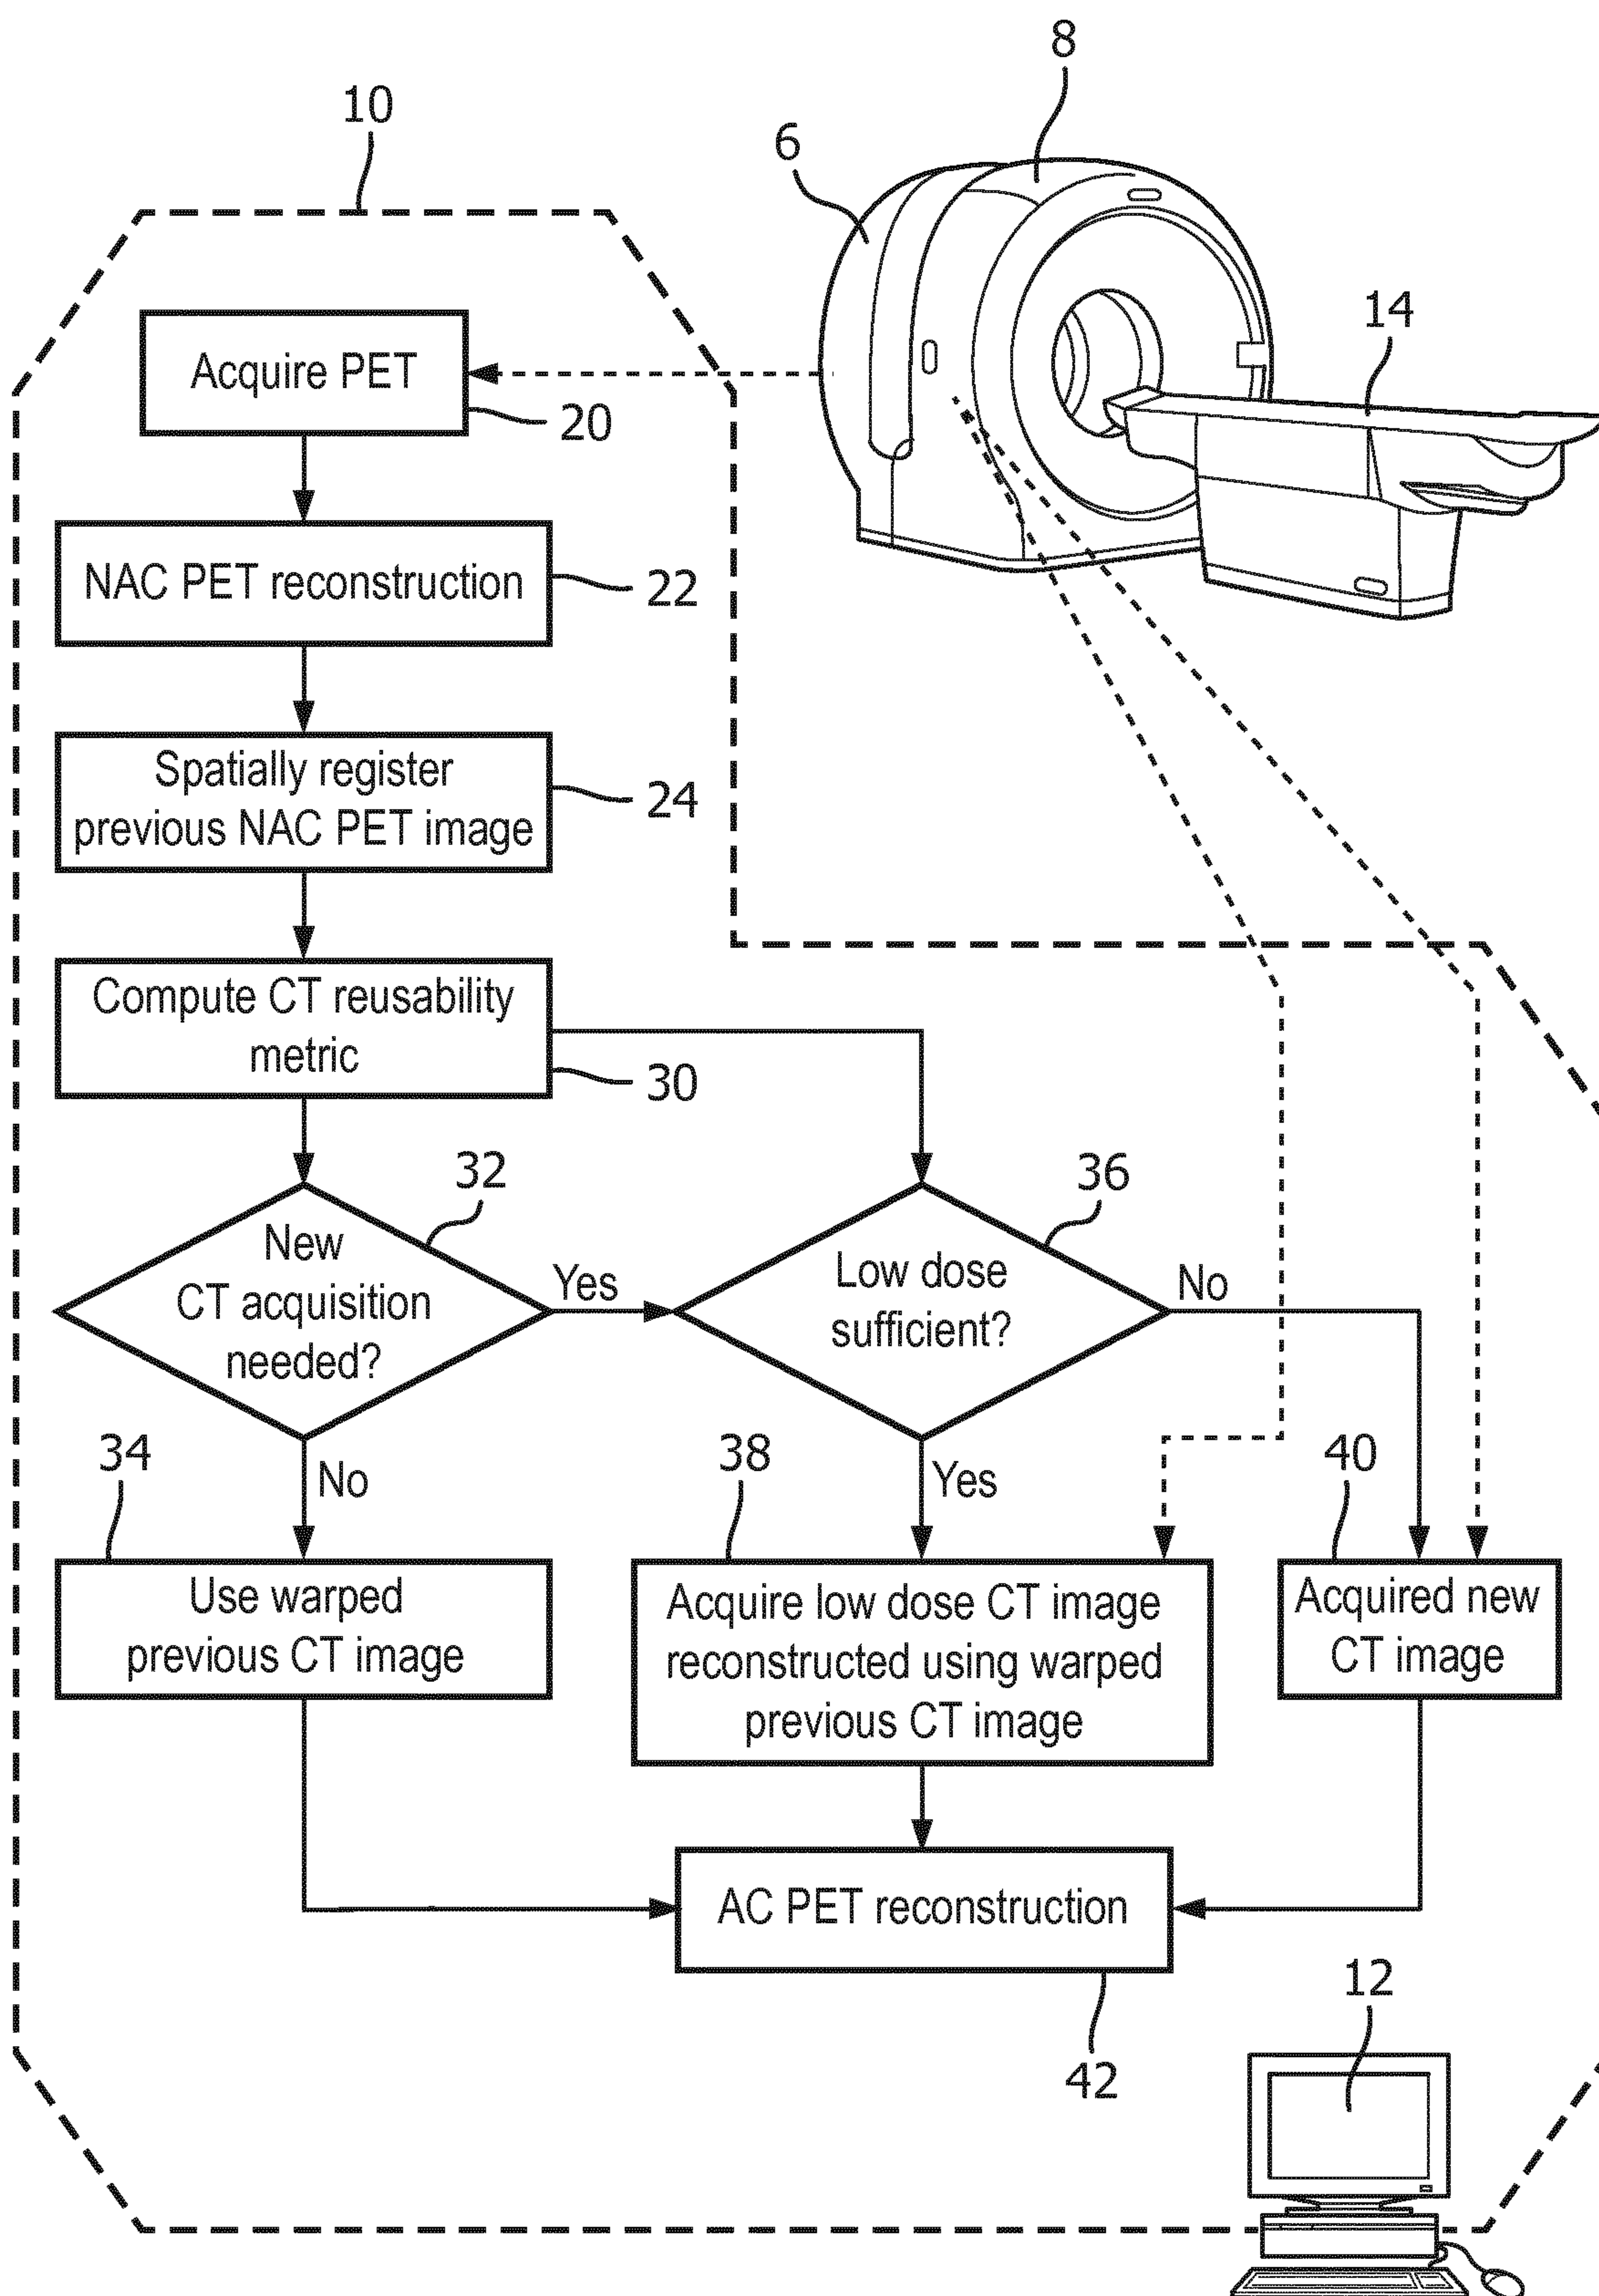 8
10
6
14
Acquire PET
20
NAC PET reconstruction
22
Spatially register
previous NAC PET image
24
Compute CT reusability
metric
30
32
36
New
CT acquisition
needed?
Yes
Low dose
sufficient?
No
34
No
38
Yes
40
Use warped
previous CT image
Acquire low dose CT image
reconstructed using warped
previous CT image
Acquired new
CT image
AC PET reconstruction
12
42